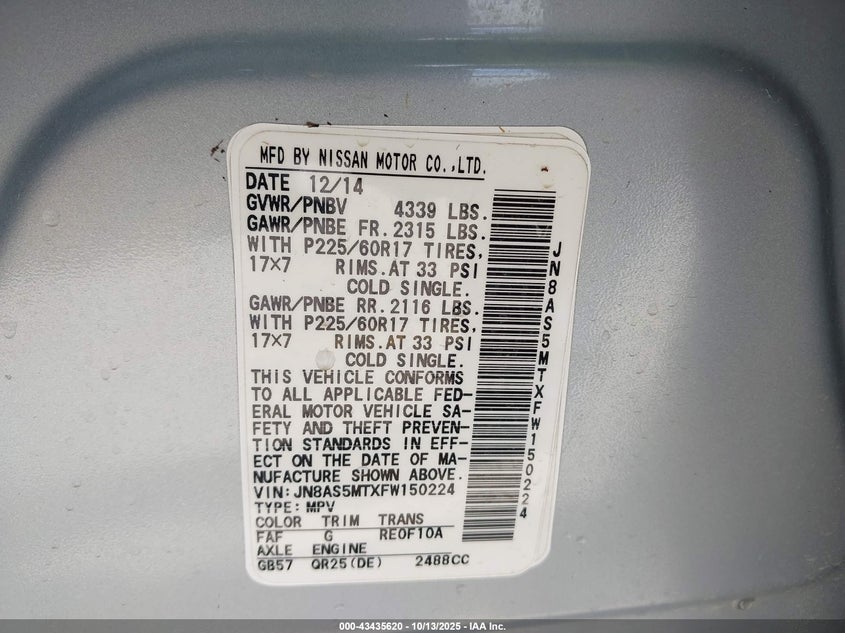 MFD BY NISSAN MOTOR CO.,LTD.
DATE 12/14
GVWR/PNBV 4339 LBS.
GAWR/PNBE FR. 2315 LBS.
WITH P225/60R17 TIRES,
17×7 RIMS. AT 33 PSI
COLD SINGLE.
GAWR/PNBE RR. 2116 LBS.
WITH P225/60R17 TIRES,
17×7 RIMS. AT 33 PSI
COLD SINGLE.
THIS VEHICLE CONFORMS
TO ALL APPLICABLE FED-
ERAL MOTOR VEHICLE SA-
FETY AND THEFT PREVEN-
TION STANDARDS IN EFF-
ECT ON THE DATE OF MA-
NUFACTURE SHOWN ABOVE.
VIN:JN8AS5MTXFW150224
TYPE: MPV
COLOR TRIM TRANS
FAF G RE0F10A
AXLE ENGINE
GB57 QR25(DE) 2488CC
JN8AS5MTXFW150224
000-43435620 - 10/13/2025 - IAA Inc.